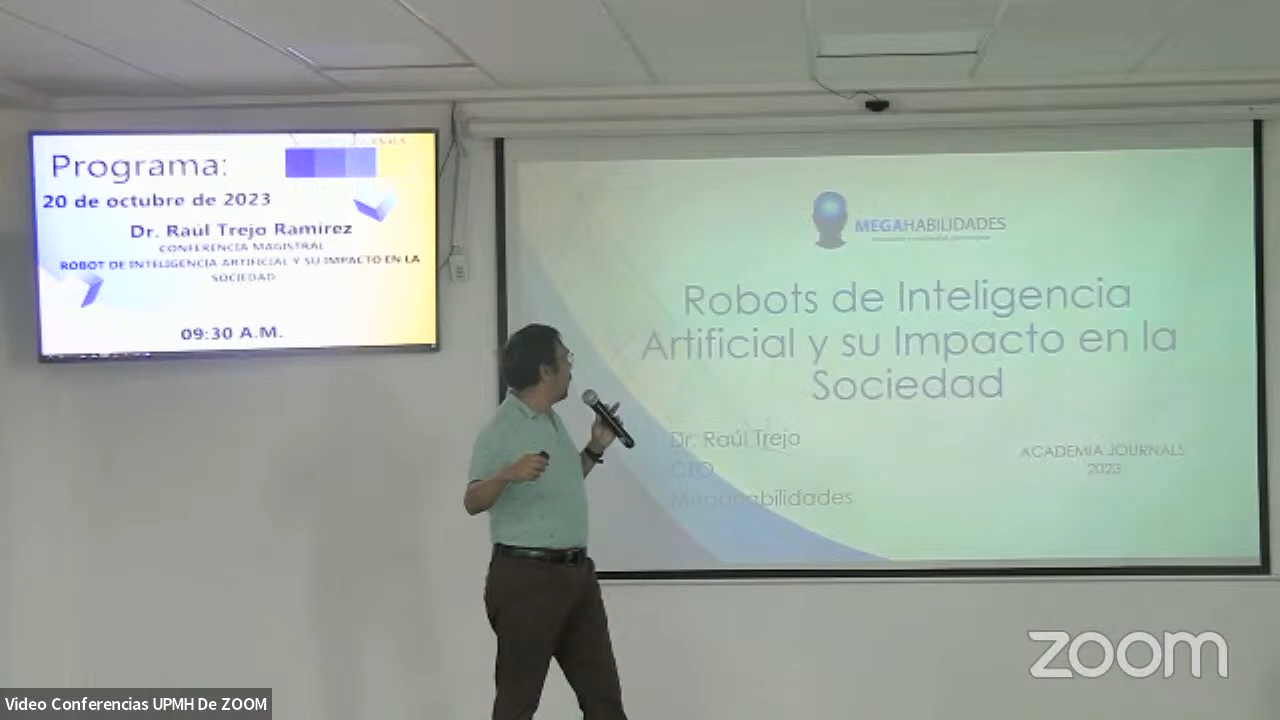 Programa:
20 de octubre de 2023
Dr. Raúl Trejo Ramírez
CONFERENCIA MAGISTRAL
ROBOT DE INTELIGENCIA ARTIFICIAL Y SU IMPACTO EN LA
SOCIEDAD
09:30 A.M.
MEGAHABILIDADES
Robots de Inteligencia
Artificial y su Impacto en la
Sociedad
Dr. Raúl Trejo
CTO
Megahabilidades
ACADEMIA JOURNALS
2023
zoom
Video Conferencias UPMH De ZOOM